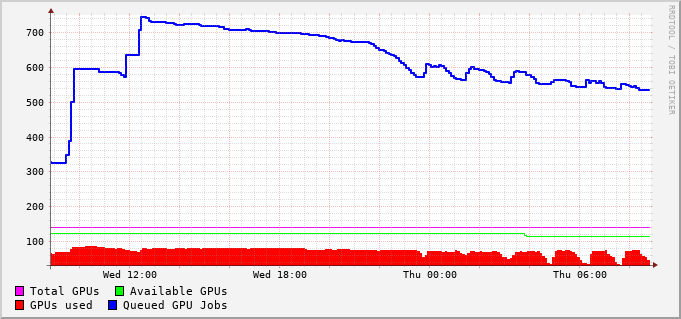 RRDTOOL / TOBI OETIKER
700
600
500
400
300
200
100
Wed 12:00 Wed 18:00 Thu 00:00 Thu 06:00
Total GPUs Available GPUs
GPUs used Queued GPU Jobs